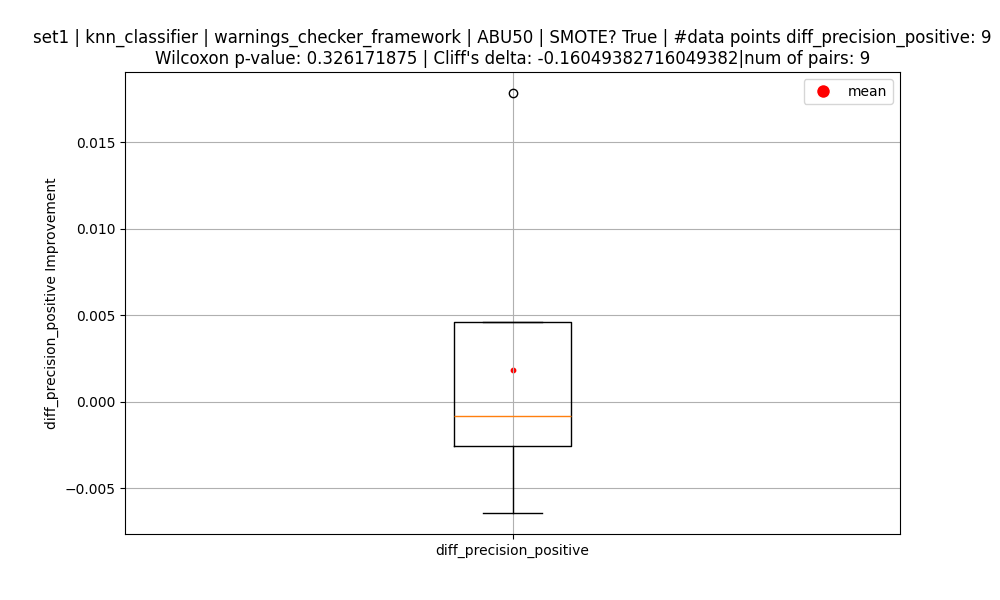 set1 | knn_classifier | warnings_checker_framework | ABU50 | SMOTE? True | #data points diff_precision_positive: 9
Wilcoxon p-value: 0.326171875 | Cliff's delta: -0.16049382716049382|num of pairs: 9
mean
0.015
0.010
0.005
0.000
−0.005
diff_precision_positive Improvement
diff_precision_positive